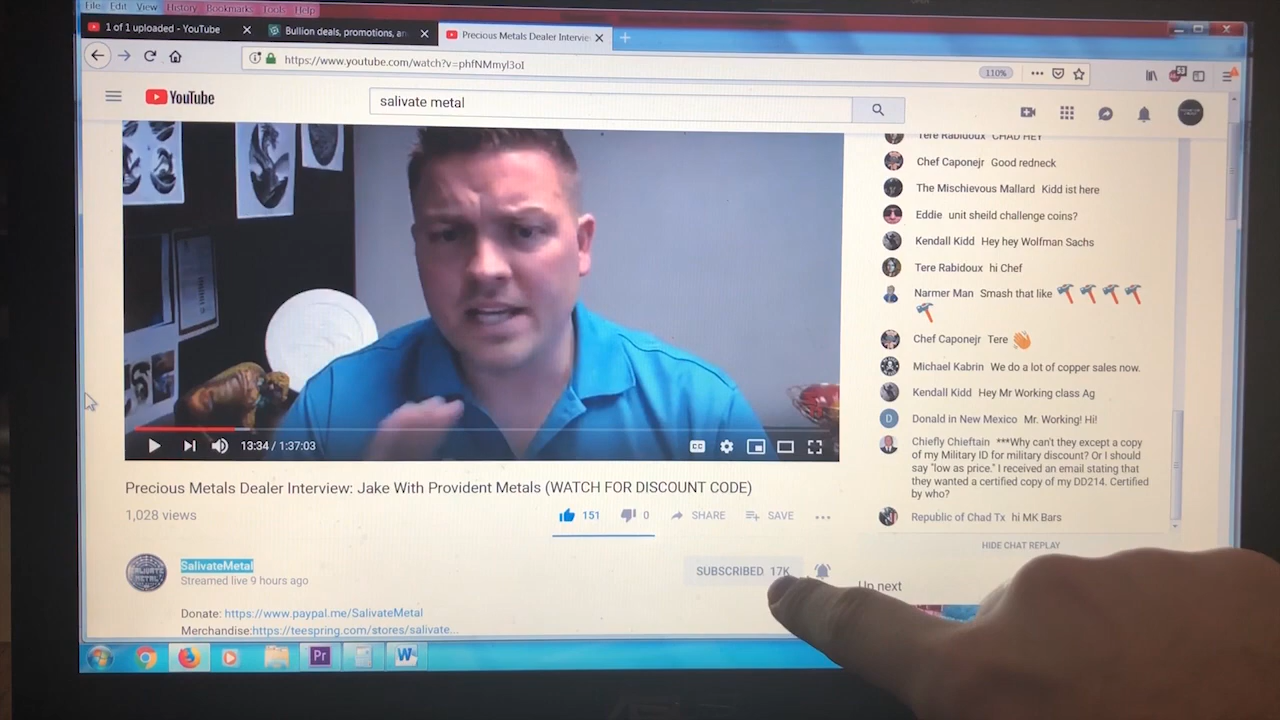 File Edit View History Bookmarks Tools Help
1 of 1 uploaded - YouTube
Bullion deals, promotions, an
Precious Metals Dealer Intervie
https://www.youtube.com/watch?v=phfNMmyl3oI
110%
YouTube
salivate metal
Tere Rabidoux CHAD HEY
Chef Caponejr Good redneck
The Mischievous Mallard Kidd ist here
Eddie unit sheild challenge coins?
Kendall Kidd Hey hey Wolfman Sachs
Tere Rabidoux hi Chef
Narmer Man Smash that like
Chef Caponejr Tere
Michael Kabrin We do a lot of copper sales now.
Kendall Kidd Hey Mr Working class Ag
D Donald in New Mexico Mr. Working! Hi!
Chiefly Chieftain ***Why can't they except a copy
of my Military ID for military discount? Or I should
say "low as price." I received an email stating that
they wanted a certified copy of my DD214. Certified
by who?
Republic of Chad Tx hi MK Bars
HIDE CHAT REPLAY
13:34 / 1:37:03
CC
Precious Metals Dealer Interview: Jake With Provident Metals (WATCH FOR DISCOUNT CODE)
1,028 views
151 0 SHARE SAVE
SALIVATE
METAL
SalivateMetal
Streamed live 9 hours ago
SUBSCRIBED 17K
Up next
Donate: https://www.paypal.me/SalivateMetal
Merchandise:https://teespring.com/stores/salivate...
Pr
W